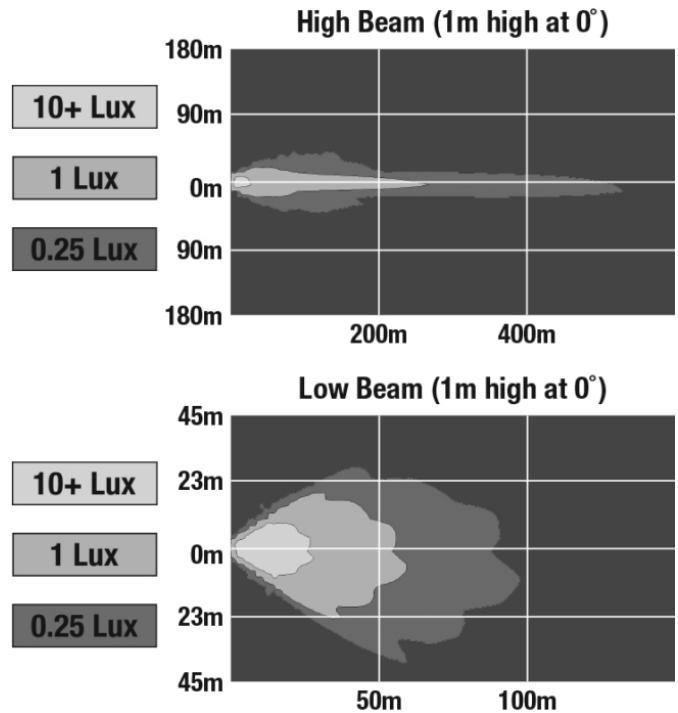 High Beam (1m high at 0˚)
180m
10+ Lux
90m
1 Lux
0m
0.25 Lux
90m
180m
200m
400m
Low Beam (1m high at 0˚)
45m
10+ Lux
23m
1 Lux
0m
0.25 Lux
23m
45m
50m
100m